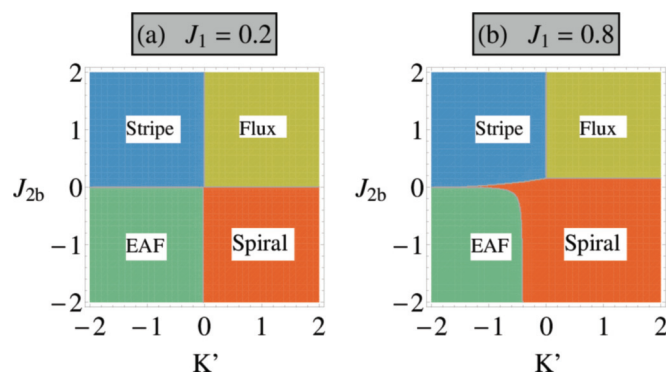 (a) J₁ = 0.2
(b) J₁ = 0.8
2
1
0
−1
−2
J₂b
Stripe
Flux
EAF
Spiral
−2 −1 0 1 2
K’
2
1
0
−1
−2
J₂b
Stripe
Flux
EAF
Spiral
−2 −1 0 1 2
K’